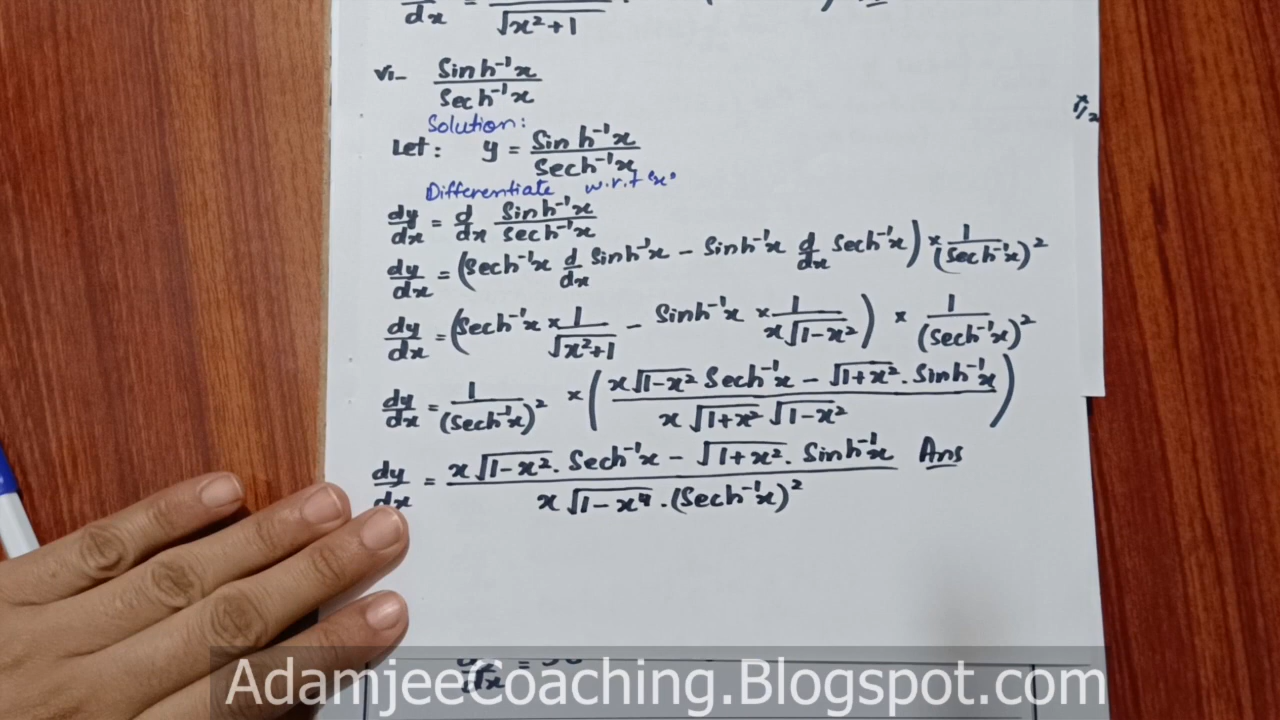 dx = √x²+1
vi- Sinh⁻¹x / Sech⁻¹x
Solution:
Let: y = Sinh⁻¹x / Sech⁻¹x
Differentiate w.r.t 'x'
dy/dx = d/dx Sinh⁻¹x / Sech⁻¹x
dy/dx = (Sech⁻¹x d/dx Sinh⁻¹x − Sinh⁻¹x d/dx Sech⁻¹x) × 1/(Sech⁻¹x)²
dy/dx = (Sech⁻¹x × 1/√x²+1 − Sinh⁻¹x × 1/x√1−x²) × 1/(Sech⁻¹x)²
dy/dx = 1/(Sech⁻¹x)² × (x√1−x² Sech⁻¹x − √1+x² . Sinh⁻¹x / x√1+x² √1−x²)
dy/dx = x√1−x² . Sech⁻¹x − √1+x² . Sinh⁻¹x / x√1−x⁴ . (Sech⁻¹x)² Ans
dx =
AdamjeeCoaching.Blogspot.com